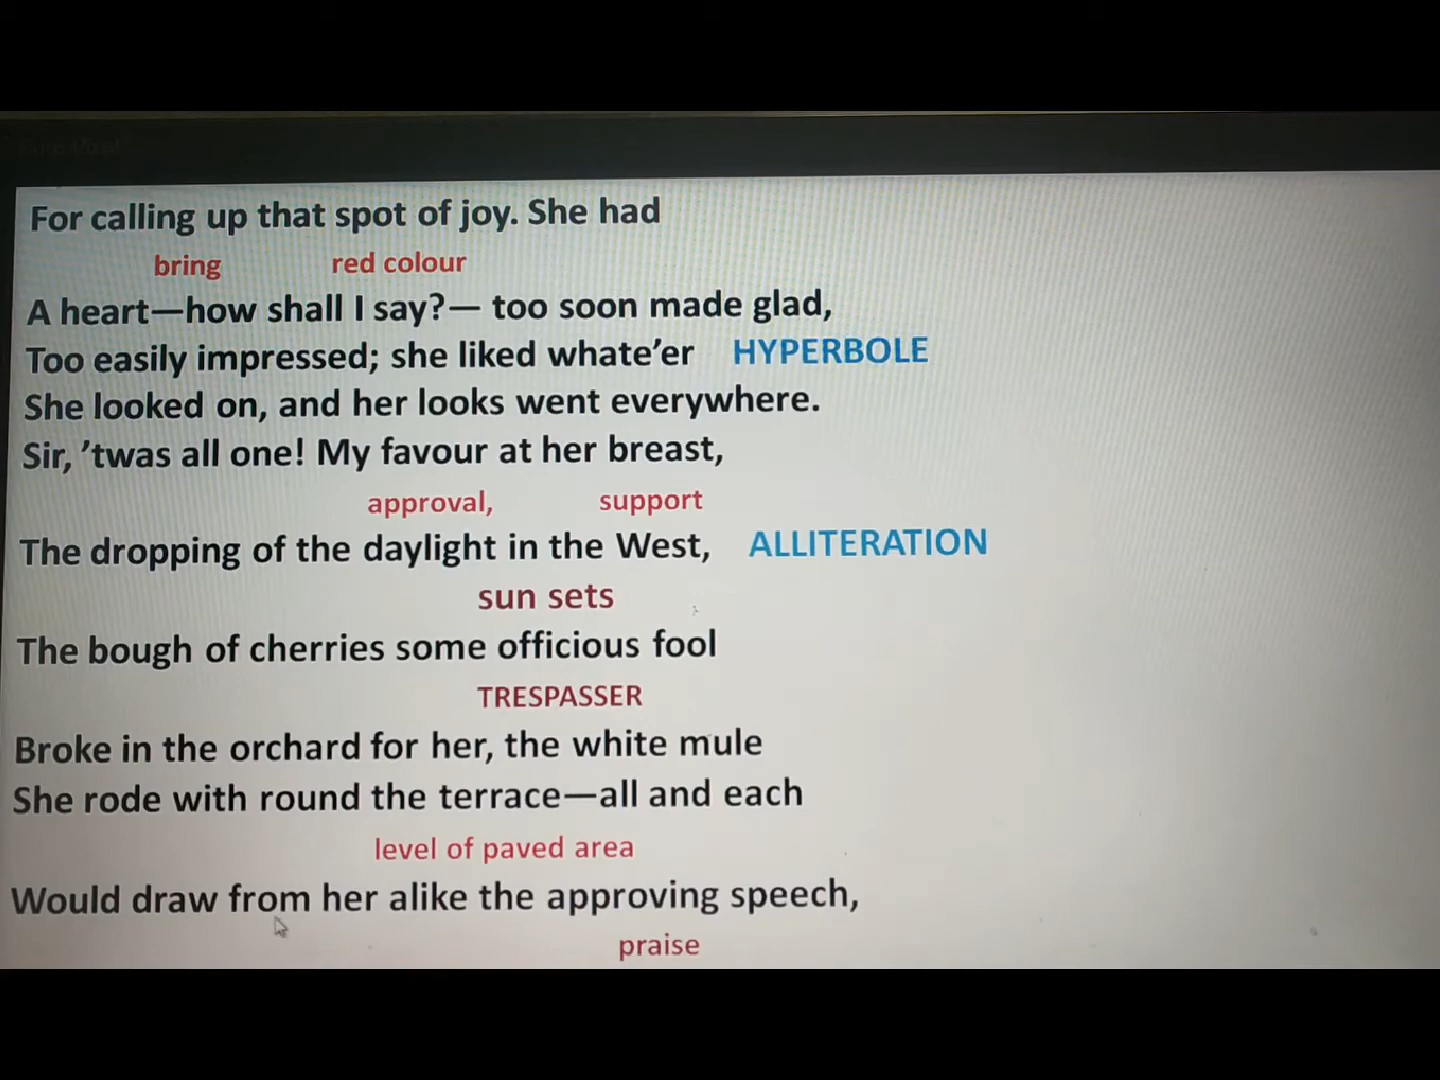 For calling up that spot of joy. She had
bring red colour
A heart—how shall I say?— too soon made glad,
Too easily impressed; she liked whate’er HYPERBOLE
She looked on, and her looks went everywhere.
Sir, ’twas all one! My favour at her breast,
approval, support
The dropping of the daylight in the West, ALLITERATION
sun sets
The bough of cherries some officious fool
TRESPASSER
Broke in the orchard for her, the white mule
She rode with round the terrace—all and each
level of paved area
Would draw from her alike the approving speech,
praise